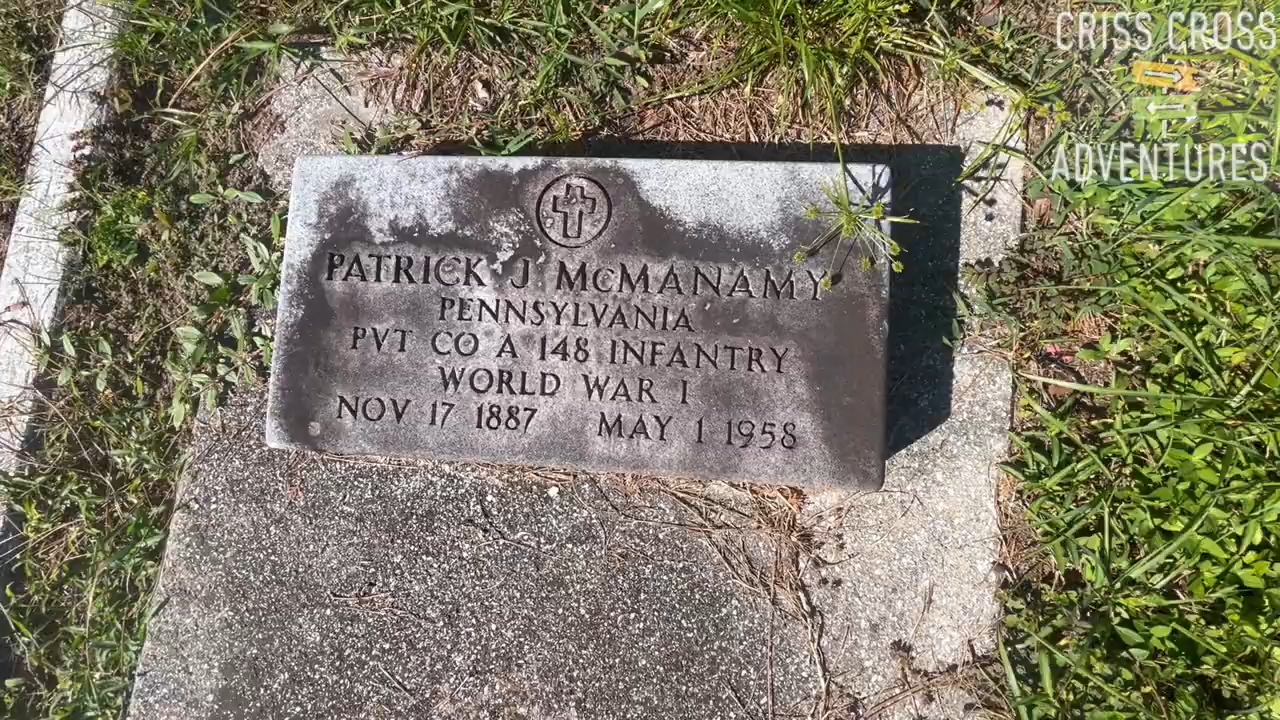 CRISS CROSS
ADVENTURES
PATRICK J McMANAMY
PENNSYLVANIA
PVT CO A 148 INFANTRY
WORLD WAR I
NOV 17 1887 MAY 1 1958